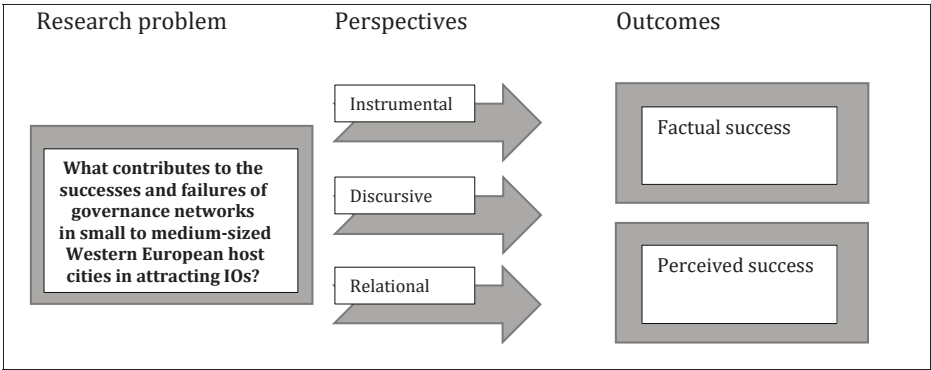 Research problem
Perspectives
Outcomes
What contributes to the
successes and failures of
governance networks
in small to medium-sized
Western European host
cities in attracting IOs?
Instrumental
Discursive
Relational
Factual success
Perceived success